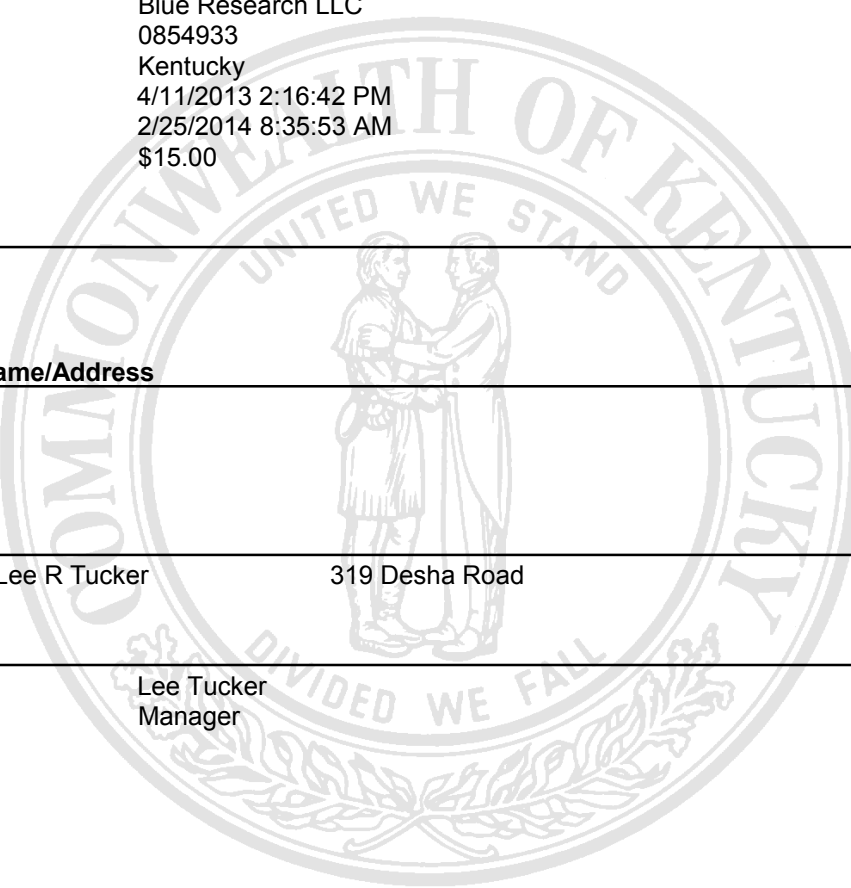 Blue Research LLC
0854933
Kentucky
4/11/2013 2:16:42 PM
2/25/2014 8:35:53 AM
$15.00
COMMONWEALTH OF KENTUCKY
UNITED WE STAND
ame/Address
Lee R Tucker 319 Desha Road
DIVIDED WE FALL
Lee Tucker
Manager